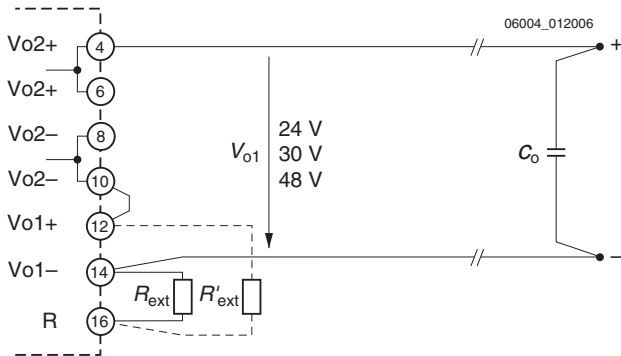 06004_012006
Vo2+ 4 +
Vo2+ 6
Vo2– 8
Vo2– 10
Vo1+ 12
Vo1– 14 –
R 16
Vo1
24 V
30 V
48 V
Co
Rext R'ext